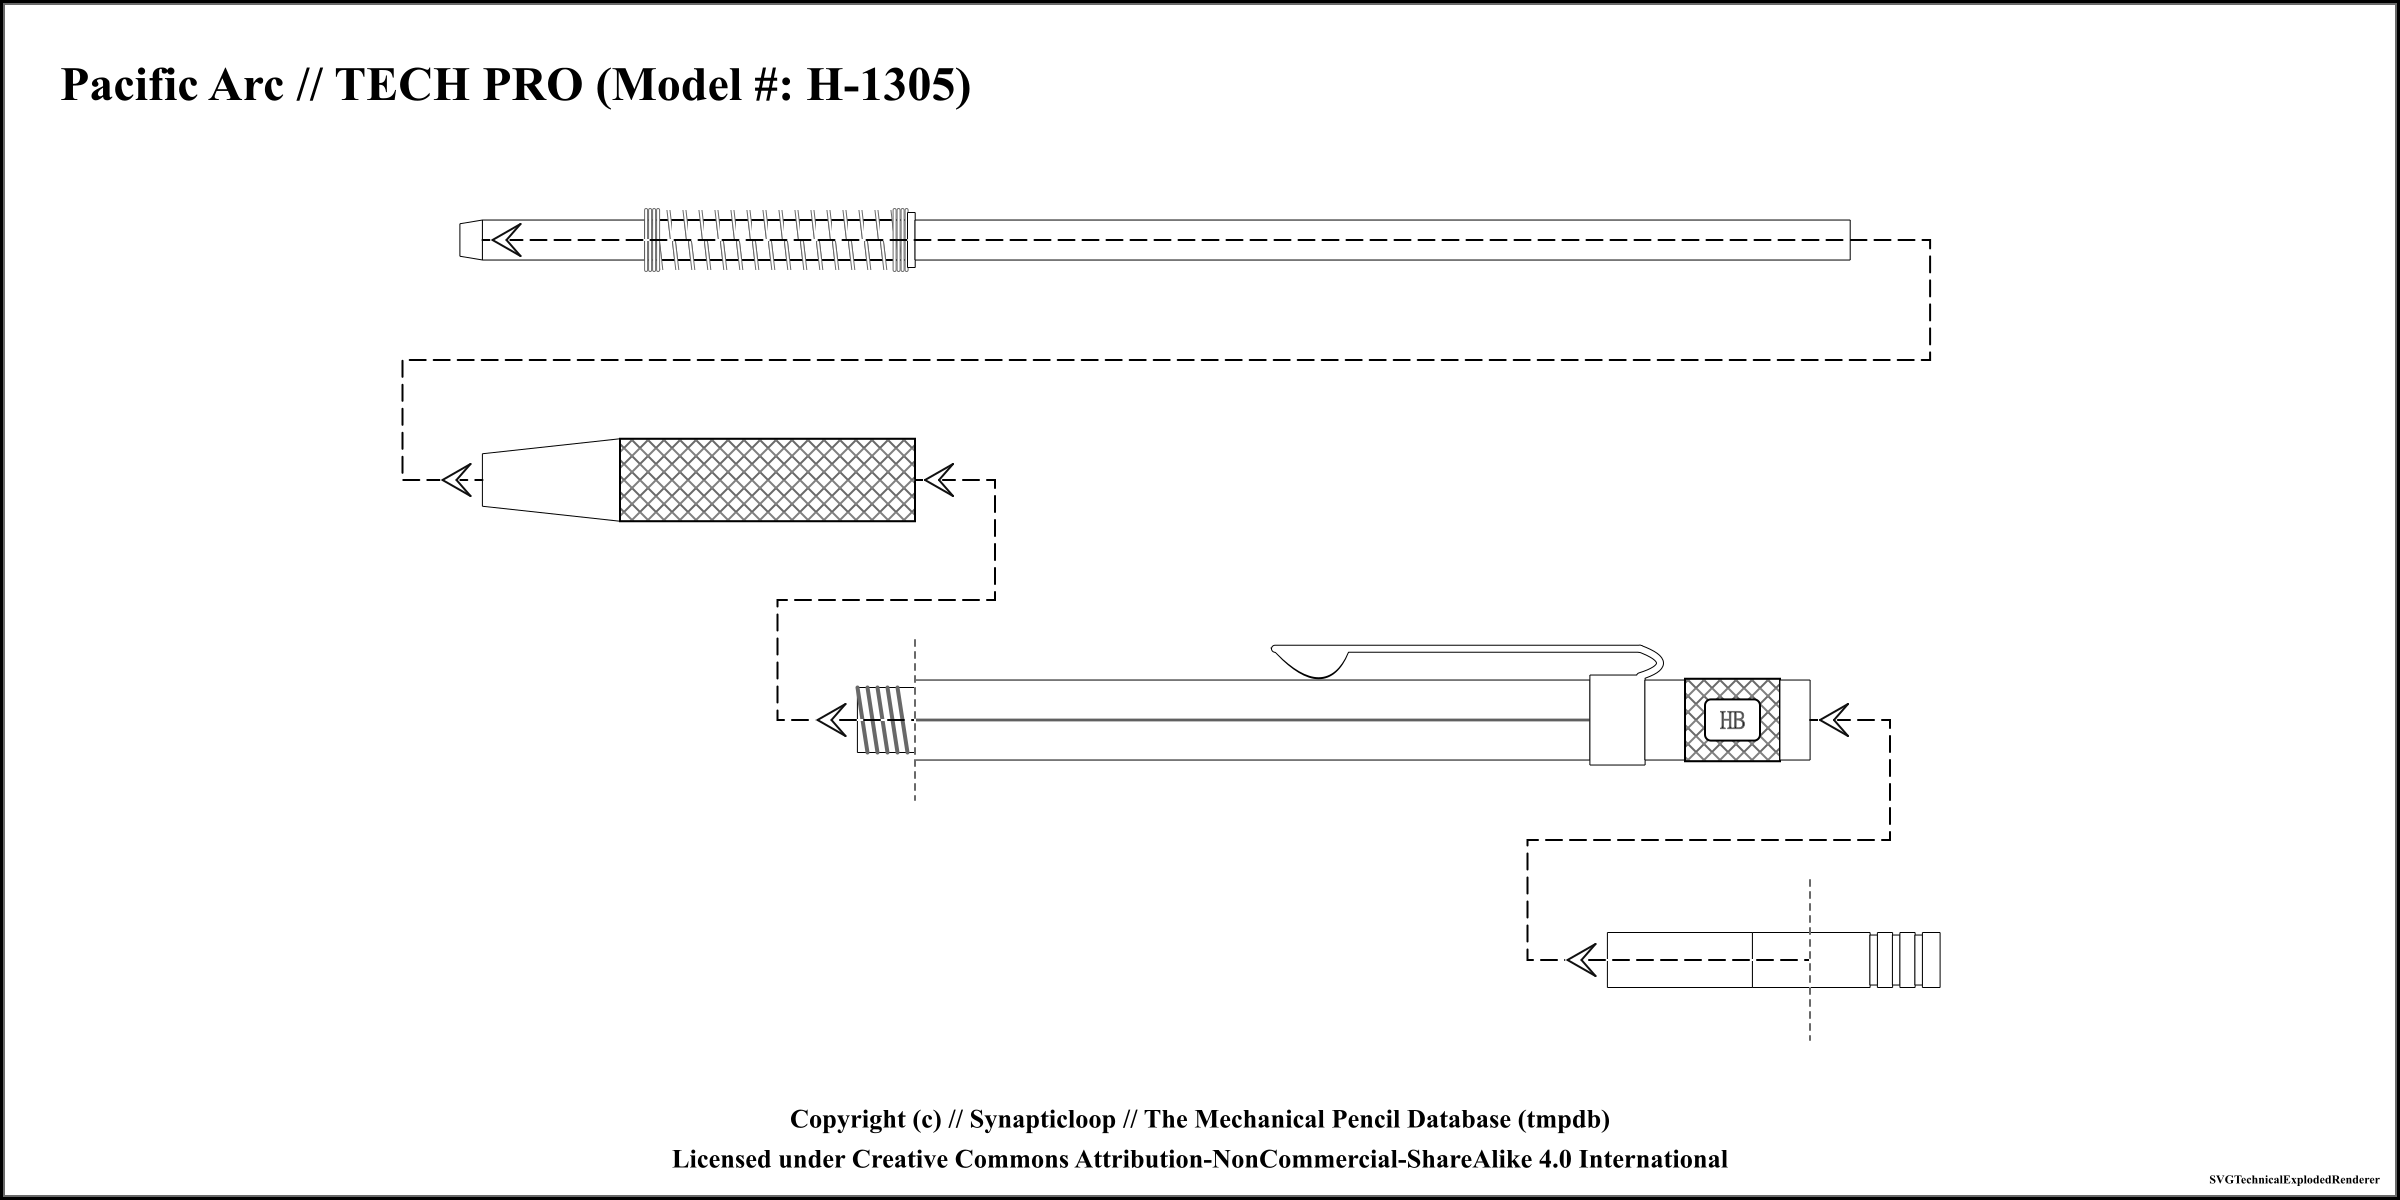 Pacific Arc // TECH PRO (Model #: H-1305)
HB
Copyright (c) // Synapticloop // The Mechanical Pencil Database (tmpdb)
Licensed under Creative Commons Attribution-NonCommercial-ShareAlike 4.0 International
SVGTechnicalExplodedRenderer